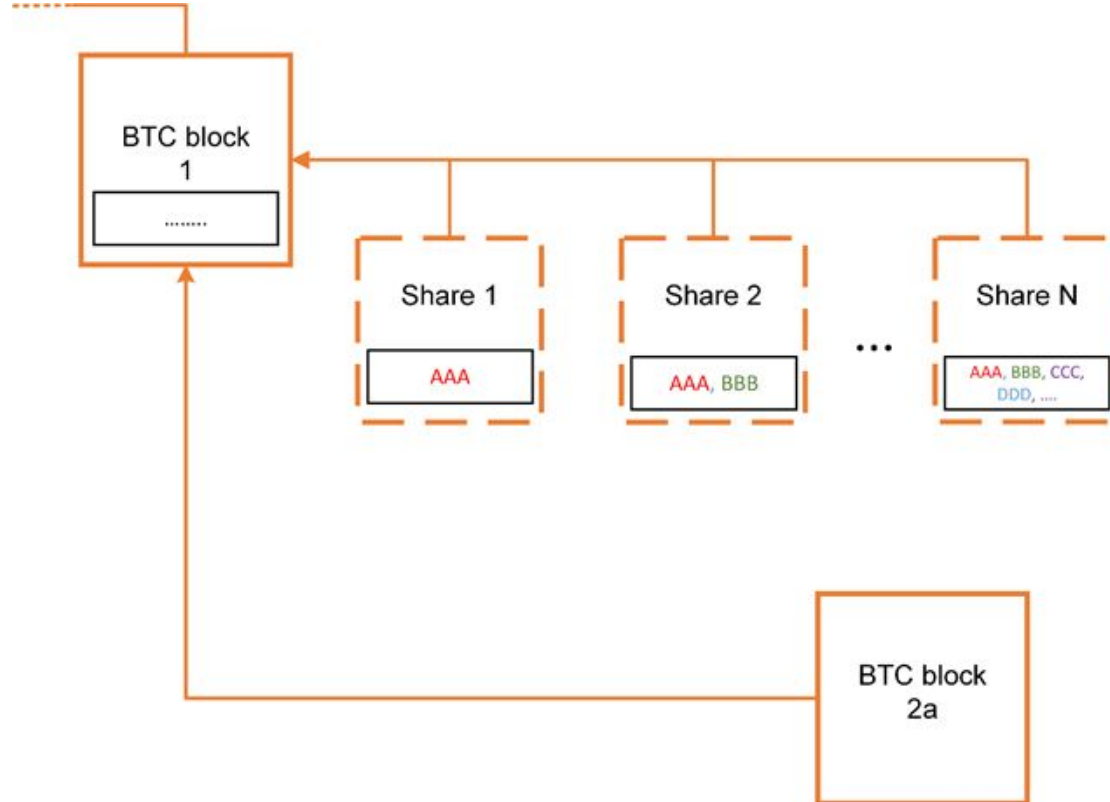 BTC block
1
........
Share 1
AAA
Share 2
AAA, BBB
...
Share N
AAA, BBB, CCC,
DDD, ....
BTC block
2a